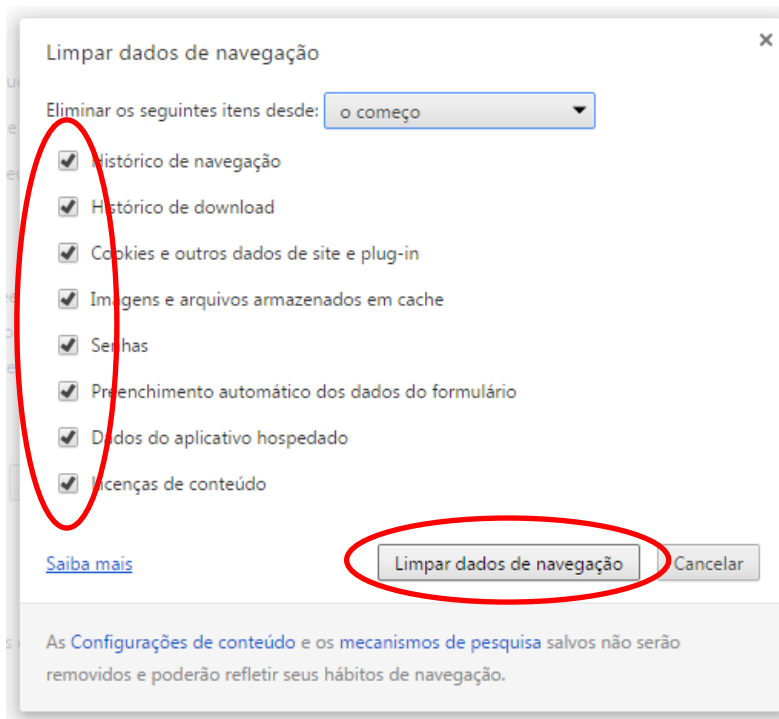 Limpar dados de navegação
Eliminar os seguintes itens desde: o começo
Histórico de navegação
Histórico de download
Cookies e outros dados de site e plug-in
Imagens e arquivos armazenados em cache
Senhas
Preenchimento automático dos dados do formulário
Dados do aplicativo hospedado
Licenças de conteúdo
Saiba mais Limpar dados de navegação Cancelar
As Configurações de conteúdo e os mecanismos de pesquisa salvos não serão
removidos e poderão refletir seus hábitos de navegação.